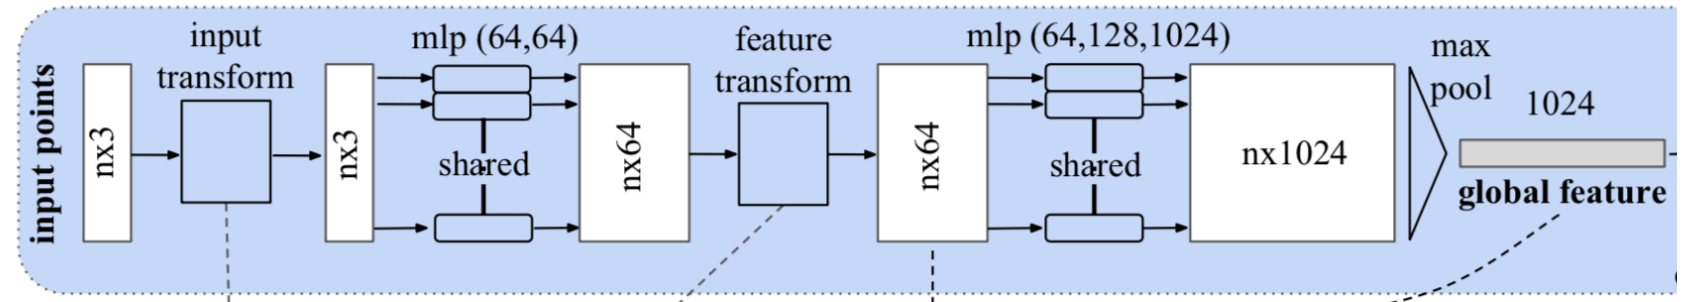 input points
nx3
input
transform
nx3
mlp (64,64)
shared
nx64
feature
transform
nx64
mlp (64,128,1024)
shared
nx1024
max
pool
1024
global feature